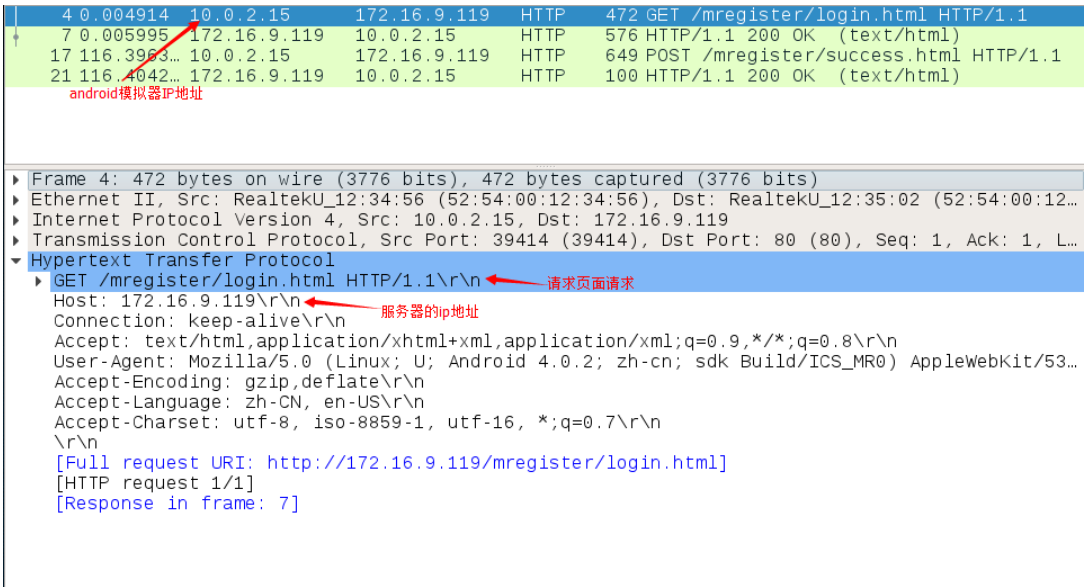 4 0.004914 10.0.2.15 172.16.9.119 HTTP 472 GET /mregister/login.html HTTP/1.1
7 0.005995 172.16.9.119 10.0.2.15 HTTP 576 HTTP/1.1 200 OK (text/html)
17 116.3963… 10.0.2.15 172.16.9.119 HTTP 649 POST /mregister/success.html HTTP/1.1
21 116.4042… 172.16.9.119 10.0.2.15 HTTP 100 HTTP/1.1 200 OK (text/html)
android模拟器IP地址
Frame 4: 472 bytes on wire (3776 bits), 472 bytes captured (3776 bits)
Ethernet II, Src: RealtekU_12:34:56 (52:54:00:12:34:56), Dst: RealtekU_12:35:02 (52:54:00:12…
Internet Protocol Version 4, Src: 10.0.2.15, Dst: 172.16.9.119
Transmission Control Protocol, Src Port: 39414 (39414), Dst Port: 80 (80), Seq: 1, Ack: 1, L…
Hypertext Transfer Protocol
GET /mregister/login.html HTTP/1.1\r\n 请求页面请求
Host: 172.16.9.119\r\n 服务器的ip地址
Connection: keep-alive\r\n
Accept: text/html,application/xhtml+xml,application/xml;q=0.9,*/*;q=0.8\r\n
User-Agent: Mozilla/5.0 (Linux; U; Android 4.0.2; zh-cn; sdk Build/ICS_MR0) AppleWebKit/53…
Accept-Encoding: gzip,deflate\r\n
Accept-Language: zh-CN, en-US\r\n
Accept-Charset: utf-8, iso-8859-1, utf-16, *;q=0.7\r\n
\r\n
[Full request URI: http://172.16.9.119/mregister/login.html]
[HTTP request 1/1]
[Response in frame: 7]